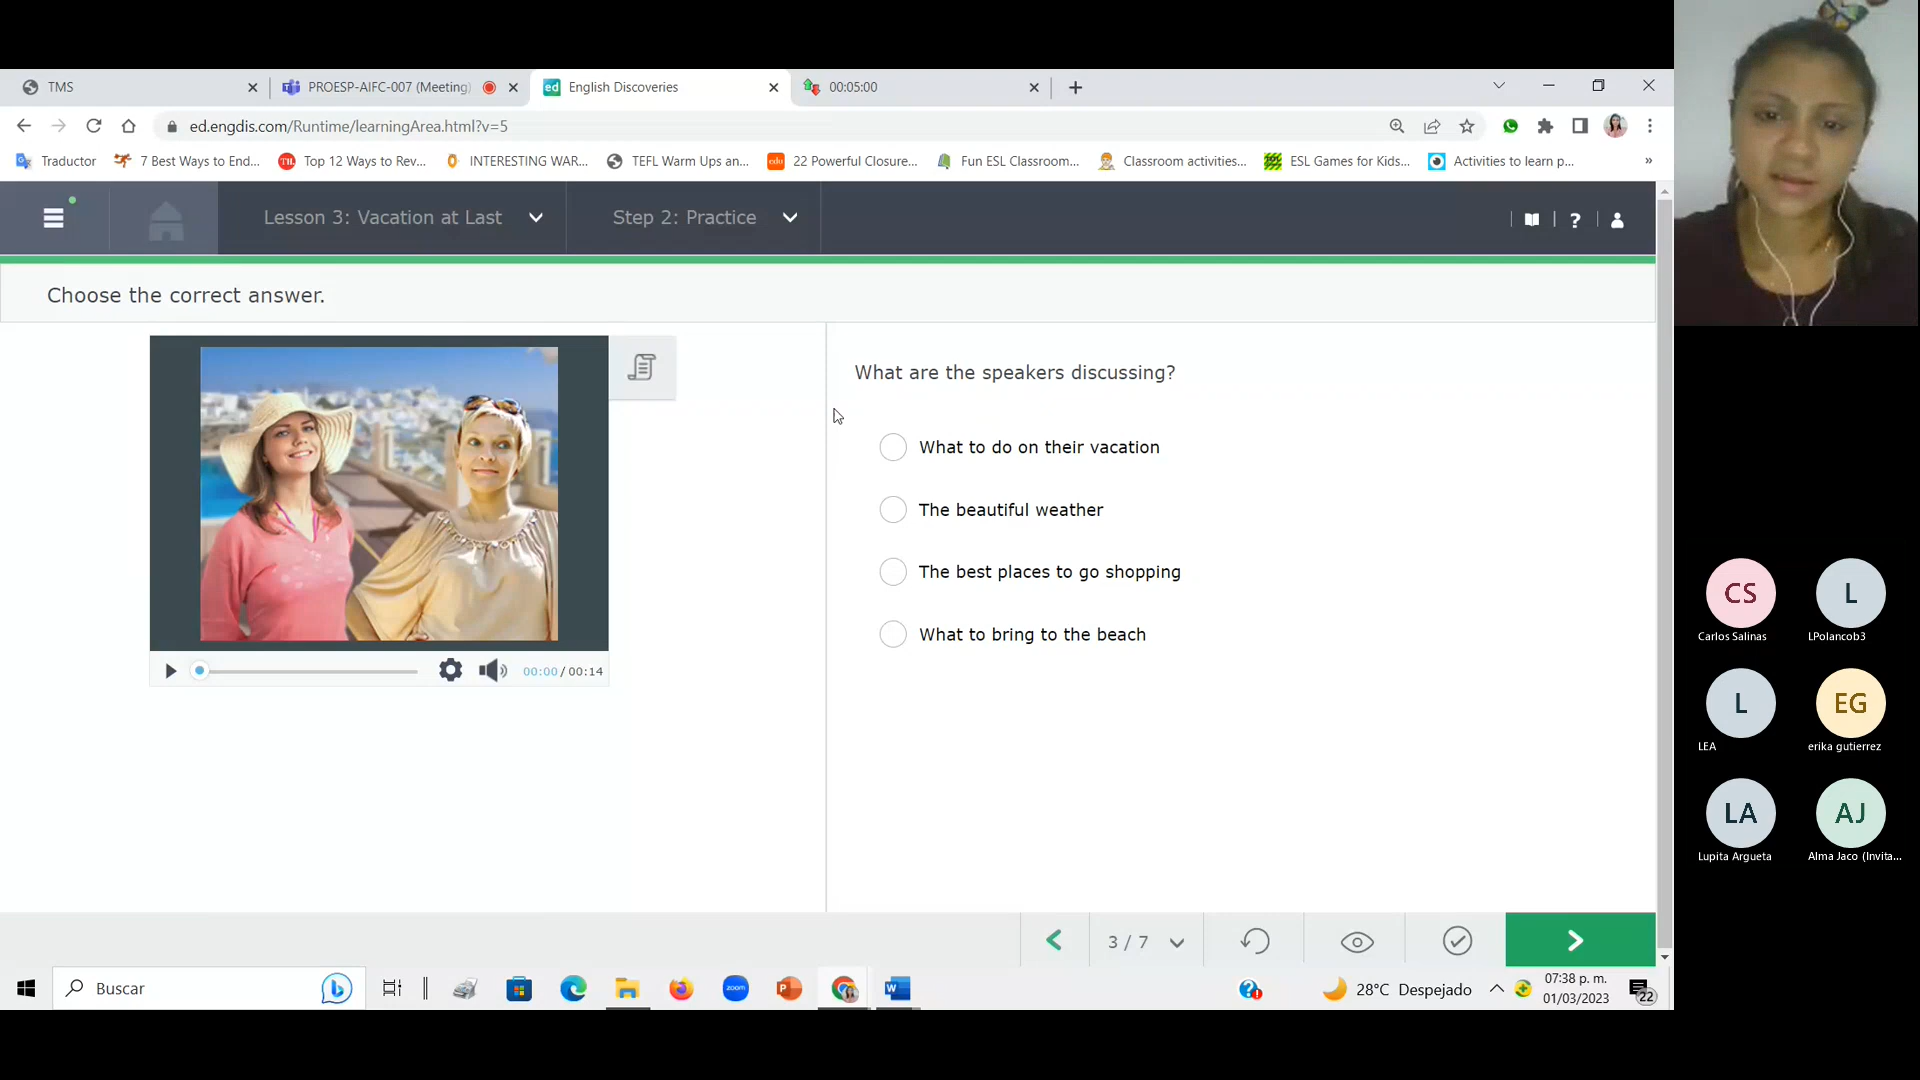 TMS
PROESP-AIFC-007 (Meeting)
ed English Discoveries
00:05:00
ed.engdis.com/Runtime/learningArea.html?v=5
Traductor
7 Best Ways to End...
Top 12 Ways to Rev...
INTERESTING WAR...
TEFL Warm Ups an...
22 Powerful Closure...
Fun ESL Classroom...
Classroom activities...
ESL Games for Kids...
Activities to learn p...
»
Lesson 3: Vacation at Last
Step 2: Practice
?
Choose the correct answer.
What are the speakers discussing?
What to do on their vacation
The beautiful weather
The best places to go shopping
What to bring to the beach
00:00 / 00:14
3 / 7
CS
Carlos Salinas
L
LPolancob3
L
LEA
EG
erika gutierrez
LA
Lupita Argueta
AJ
Alma Jaco (Invita...
Buscar
zoom
28°C Despejado
07:38 p. m.
01/03/2023
22